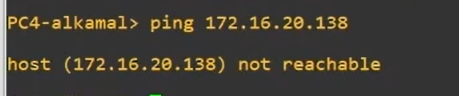 PC4-alkamal> ping 172.16.20.138
host (172.16.20.138) not reachable